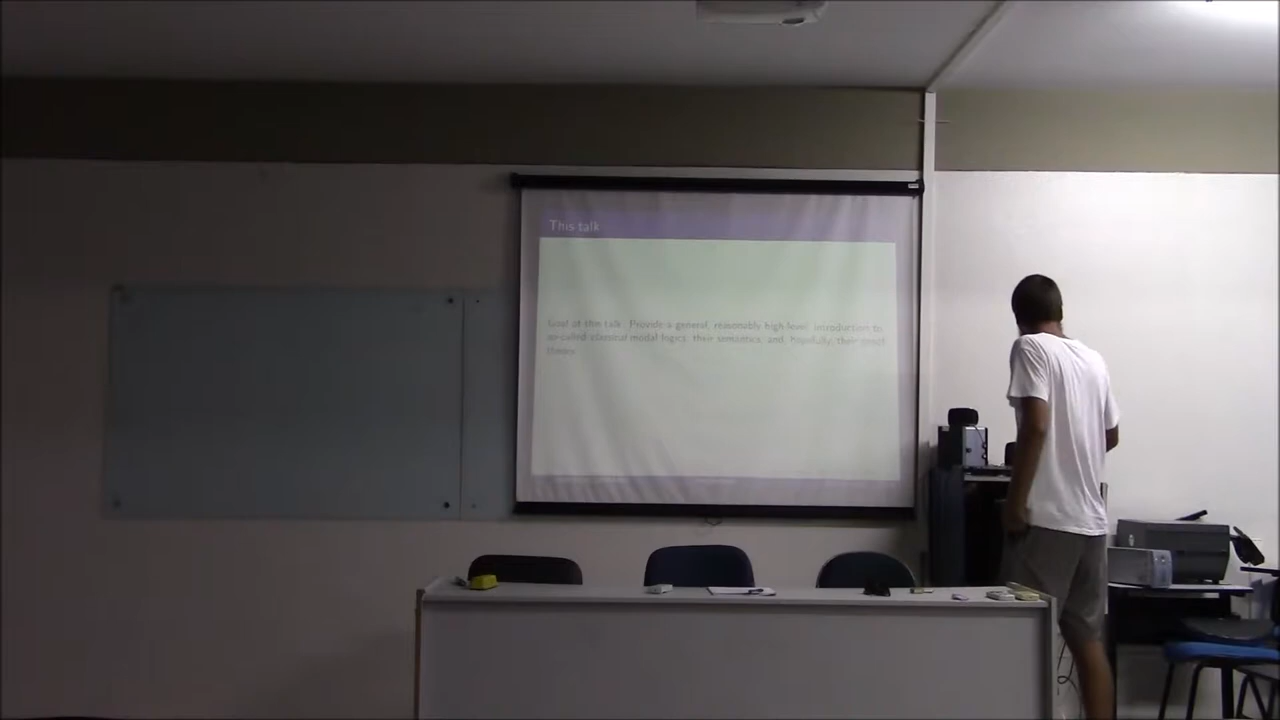 This talk
Goal of this talk: Provide a general, reasonably high-level, introduction to
so-called classical modal logics, their semantics, and, hopefully, their proof
theory.